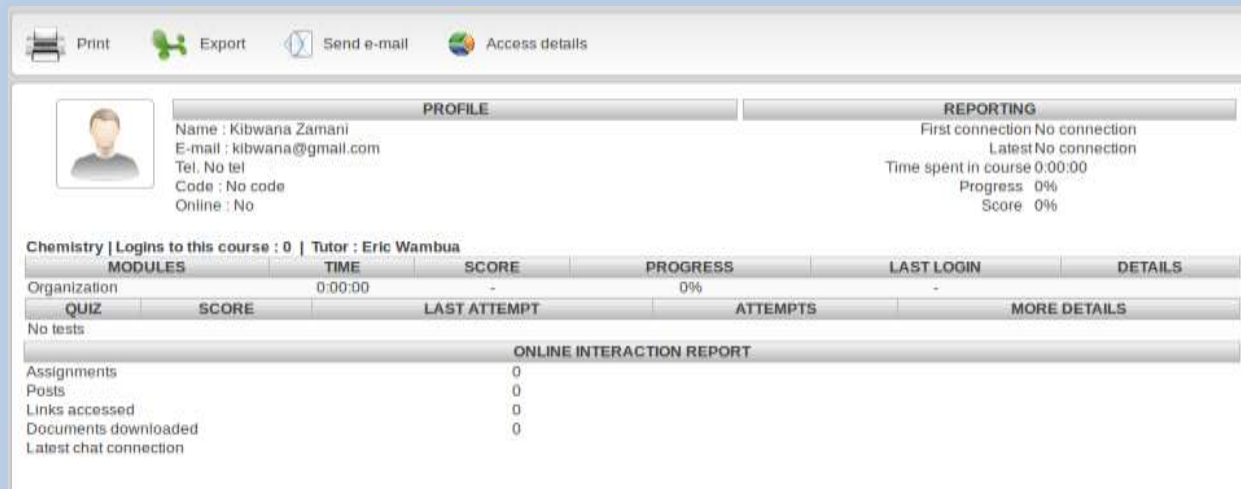 Print Export Send e-mail Access details
PROFILE REPORTING
Name : Kibwana Zamani First connection No connection
E-mail : kibwana@gmail.com Latest No connection
Tel. No tel Time spent in course 0:00:00
Code : No code Progress 0%
Online : No Score 0%
Chemistry | Logins to this course : 0 | Tutor : Eric Wambua
MODULES TIME SCORE PROGRESS LAST LOGIN DETAILS
Organization 0:00:00 - 0% -
QUIZ SCORE LAST ATTEMPT ATTEMPTS MORE DETAILS
No tests
ONLINE INTERACTION REPORT
Assignments 0
Posts 0
Links accessed 0
Documents downloaded 0
Latest chat connection